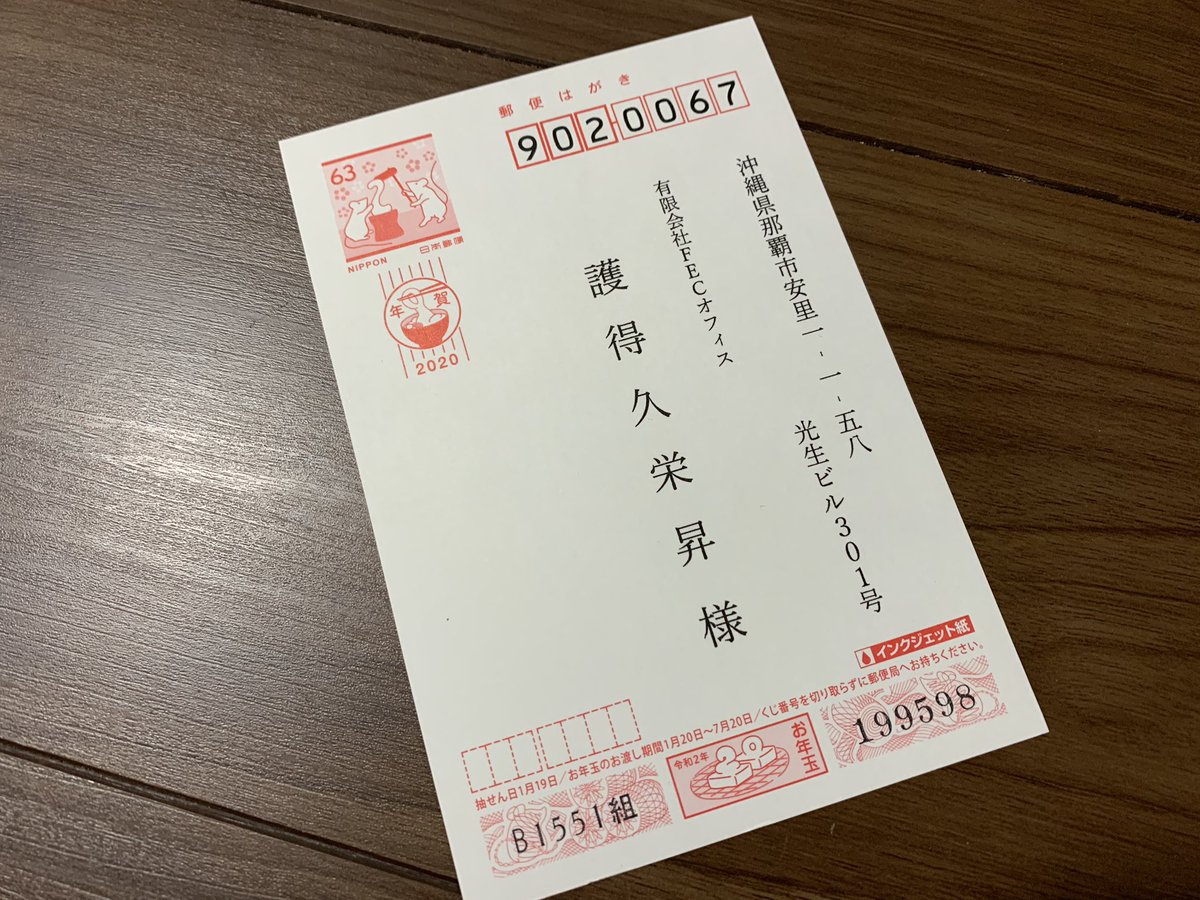 郵便はがき
9020067
沖縄県那覇市安里一-一-五八
光生ビル301号
有限会社FECオフィス
護得久栄昇様
63
日本郵便
NIPPON
年賀
2020
インクジェット紙
抽せん日1月19日/お年玉のお渡し期間1月20日~7月20日/くじ番号を切り取らずに郵便局へお持ちください。
B1551組
令和2年
お年玉
199598